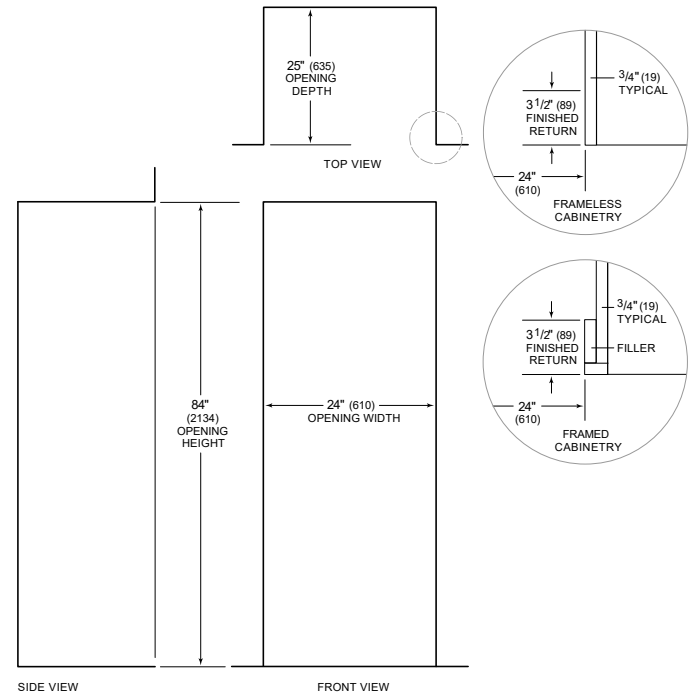 25" (635)
OPENING
DEPTH
TOP VIEW
3/4" (19)
TYPICAL
3 1/2" (89)
FINISHED
RETURN
24"
(610)
FRAMELESS
CABINETRY
3/4" (19)
TYPICAL
3 1/2" (89)
FINISHED
RETURN
FILLER
24"
(610)
FRAMED
CABINETRY
84"
(2134)
OPENING
HEIGHT
24" (610)
OPENING WIDTH
SIDE VIEW
FRONT VIEW